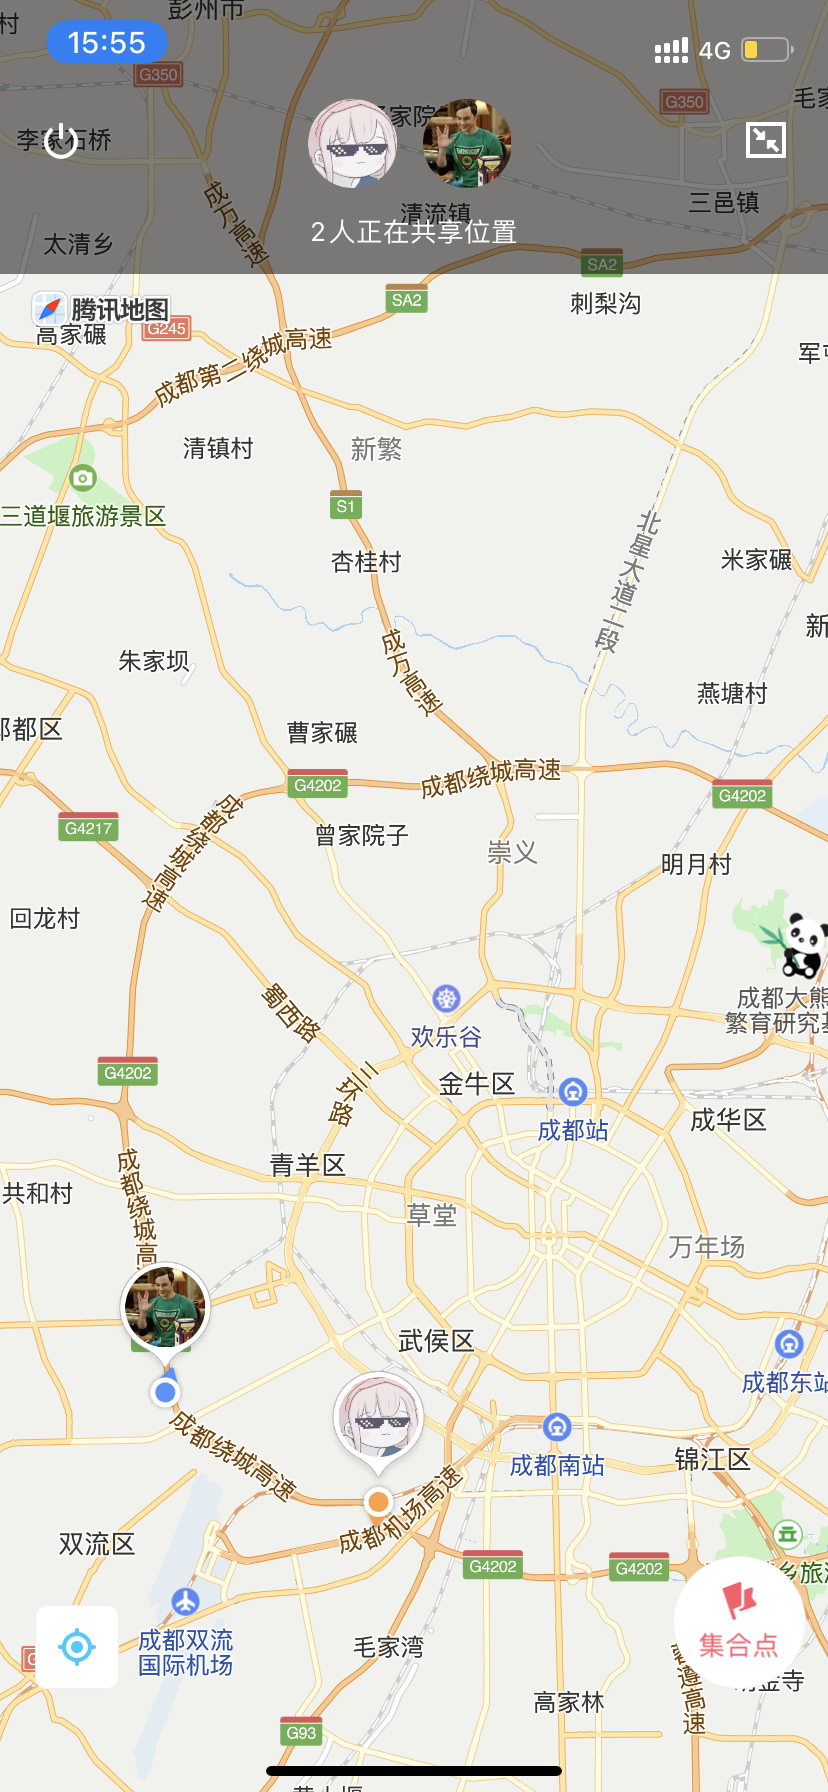 彭州市
村
15:55
4G
G350
G350
毛家
李家石桥
清流镇
三邑镇
2人正在共享位置
太清乡
成万高速
SA2
SA2
腾讯地图
高家碾
G245
刺梨沟
成都第二绕城高速
清镇村
新繁
S1
三道堰旅游景区
杏桂村
北星大道二段
米家碾
新
成万高速
朱家坝
燕塘村
郫都区
曹家碾
G4202
成都绕城高速
G4202
G4217
成都绕城高速
曾家院子
崇义
明月村
回龙村
成都大熊
繁育研究基
蜀西路
欢乐谷
G4202
三环路
金牛区
成都站
成华区
青羊区
成都绕城高
共和村
草堂
万年场
武侯区
成都东站
成都绕城高速
成都南站
锦江区
成都机场高速
双流区
G4202
G4202
乡旅游
集合点
成都双流
国际机场
毛家湾
高家林
遵高速
G93